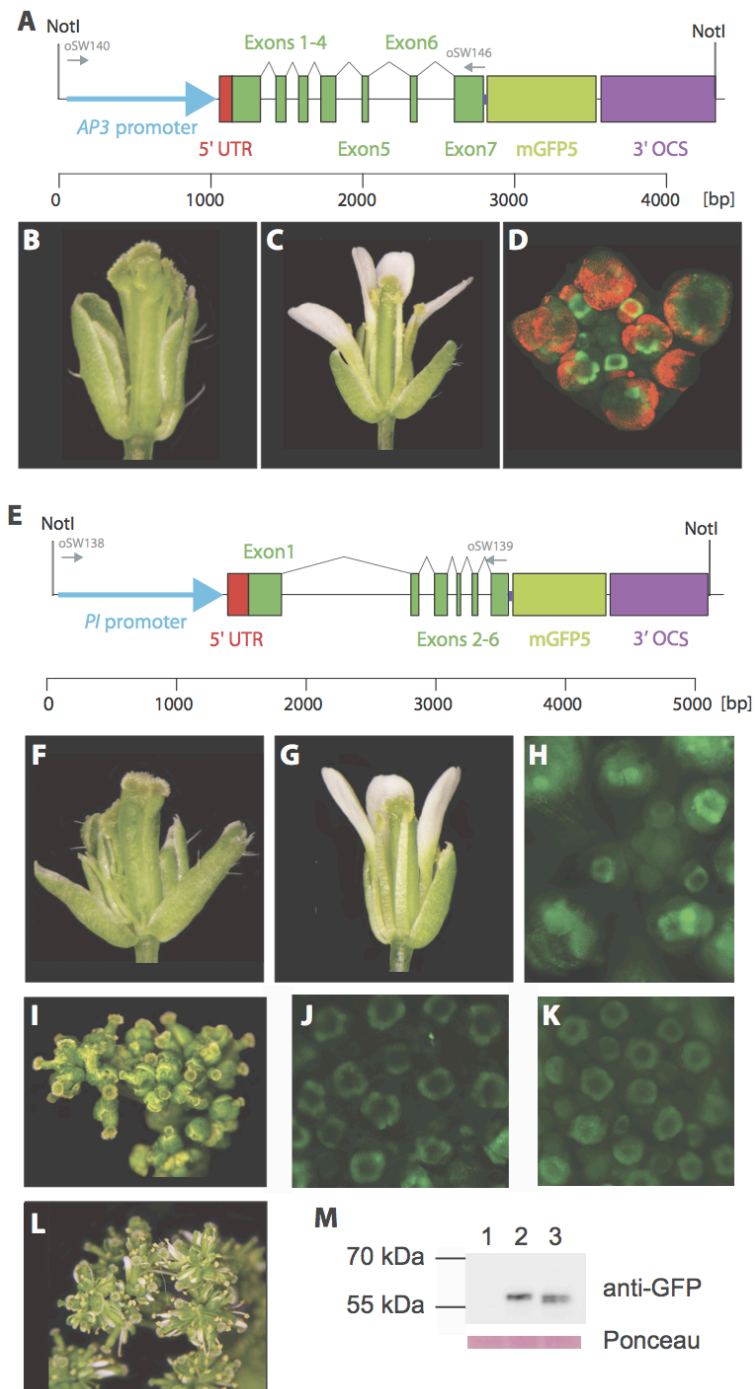 A
NotI
oSW140
Exons 1-4
Exon6
oSW146
NotI
AP3 promoter
5' UTR
Exon5
Exon7
mGFP5
3' OCS
0 1000 2000 3000 4000 [bp]
B
C
D
E
NotI
oSW138
Exon1
oSW139
NotI
PI promoter
5' UTR
Exons 2-6
mGFP5
3' OCS
0 1000 2000 3000 4000 5000 [bp]
F
G
H
I
J
K
L
M
1 2 3
70 kDa
55 kDa
anti-GFP
Ponceau